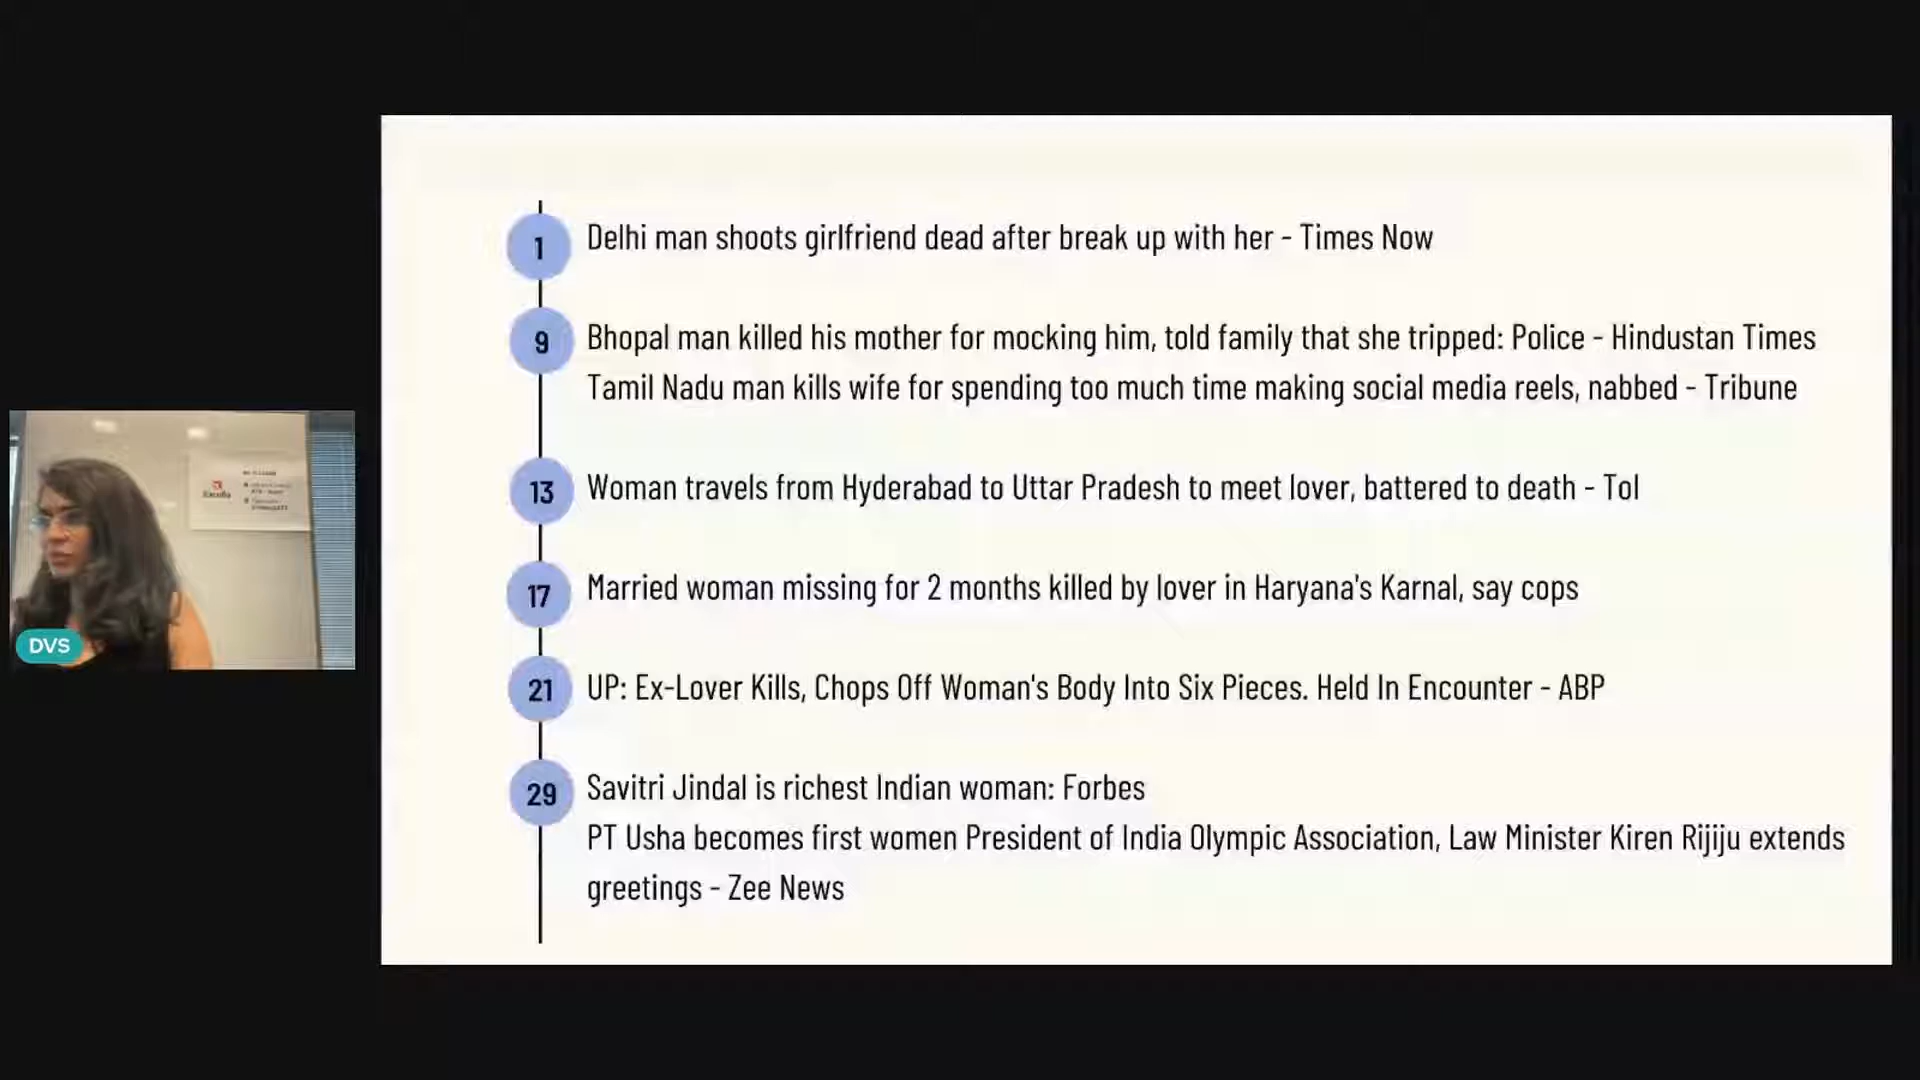 1
Delhi man shoots girlfriend dead after break up with her - Times Now
9
Bhopal man killed his mother for mocking him, told family that she tripped: Police - Hindustan Times
Tamil Nadu man kills wife for spending too much time making social media reels, nabbed - Tribune
13
Woman travels from Hyderabad to Uttar Pradesh to meet lover, battered to death - ToI
17
Married woman missing for 2 months killed by lover in Haryana's Karnal, say cops
21
UP: Ex-Lover Kills, Chops Off Woman's Body Into Six Pieces. Held In Encounter - ABP
29
Savitri Jindal is richest Indian woman: Forbes
PT Usha becomes first women President of India Olympic Association, Law Minister Kiren Rijiju extends
greetings - Zee News
DVS